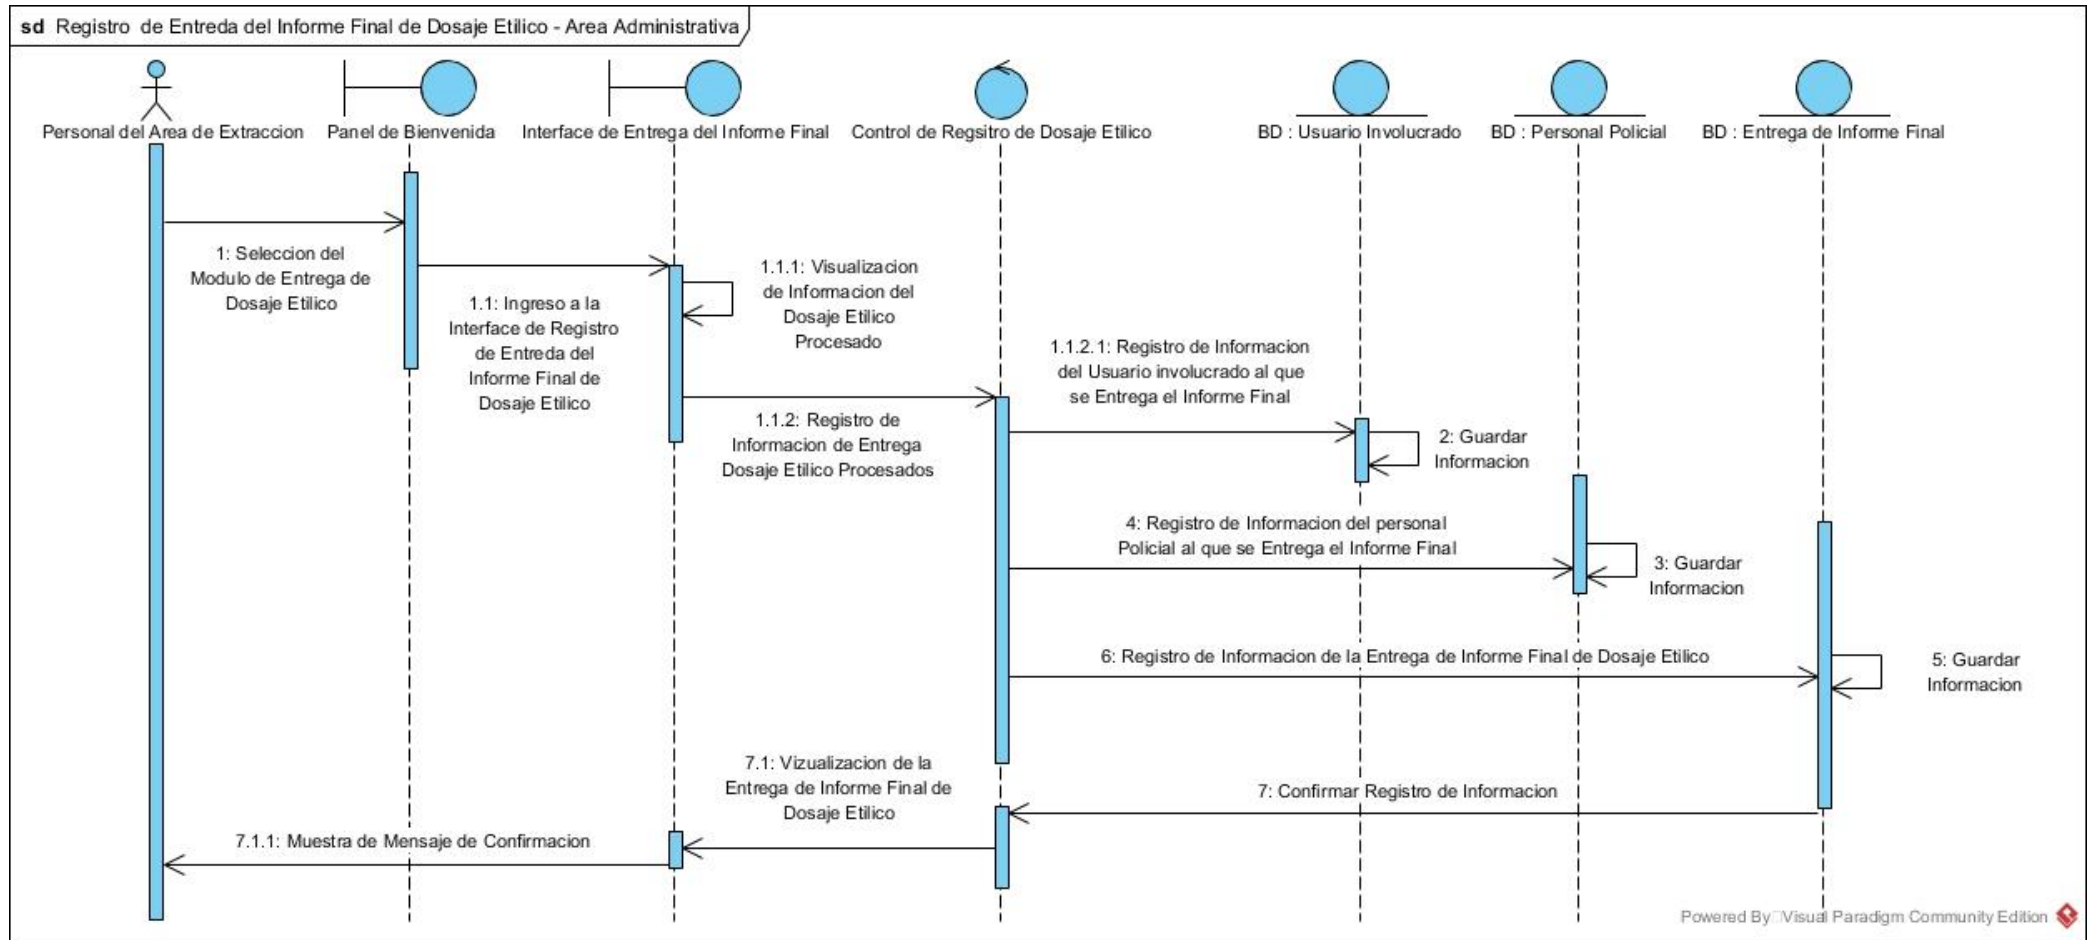 sd Registro de Entreda del Informe Final de Dosaje Etilico - Area Administrativa
Personal del Area de Extraccion
Panel de Bienvenida
Interface de Entrega del Informe Final
Control de Regsitro de Dosaje Etilico
BD : Usuario Involucrado
BD : Personal Policial
BD : Entrega de Informe Final
1: Seleccion del
Modulo de Entrega de
Dosaje Etilico
1.1: Ingreso a la
Interface de Registro
de Entreda del
Informe Final de
Dosaje Etilico
1.1.1: Visualizacion
de Informacion del
Dosaje Etilico
Procesado
1.1.2: Registro de
Informacion de Entrega
Dosaje Etilico Procesados
1.1.2.1: Registro de Informacion
del Usuario involucrado al que
se Entrega el Informe Final
2: Guardar
Informacion
4: Registro de Informacion del personal
Policial al que se Entrega el Informe Final
3: Guardar
Informacion
6: Registro de Informacion de la Entrega de Informe Final de Dosaje Etilico
5: Guardar
Informacion
7: Confirmar Registro de Informacion
7.1: Vizualizacion de la
Entrega de Informe Final de
Dosaje Etilico
7.1.1: Muestra de Mensaje de Confirmacion
Powered By Visual Paradigm Community Edition